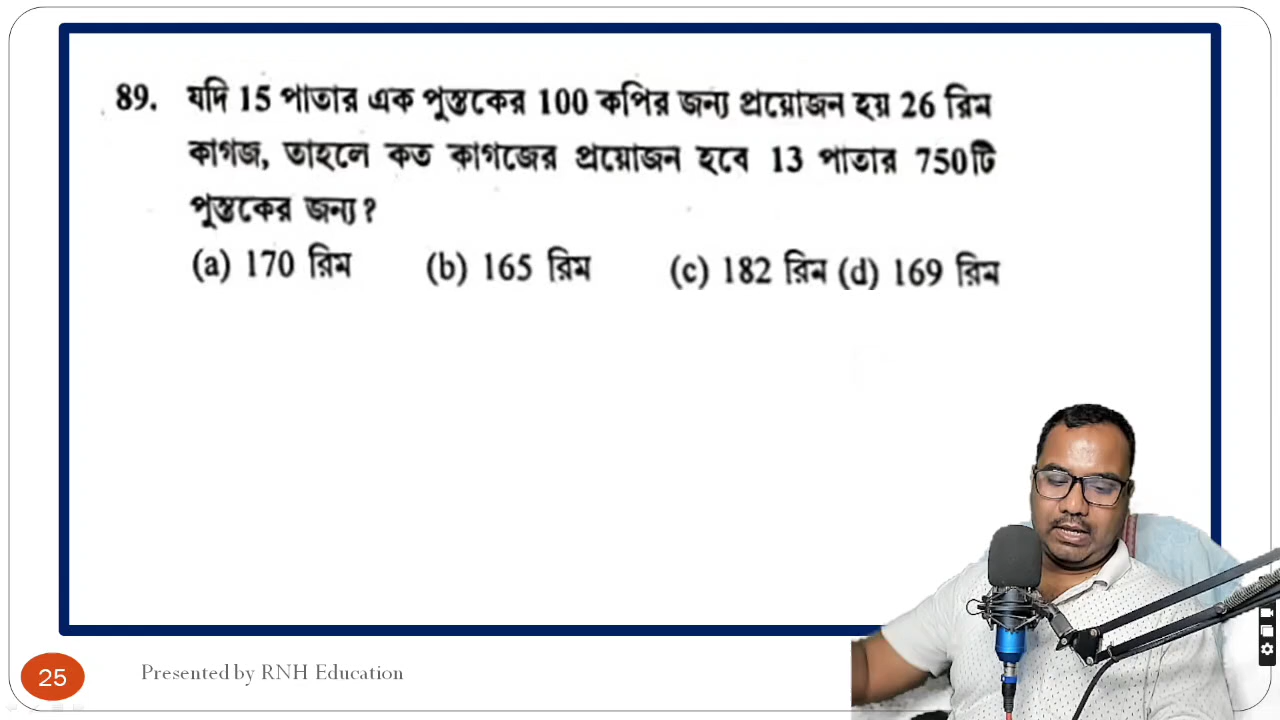 89. যদি 15 পাতার এক পুস্তকের 100 কপির জন্য প্রয়োজন হয় 26 রিম
কাগজ, তাহলে কত কাগজের প্রয়োজন হবে 13 পাতার 750টি
পুস্তকের জন্য?
(a) 170 রিম (b) 165 রিম (c) 182 রিম (d) 169 রিম
25 Presented by RNH Education